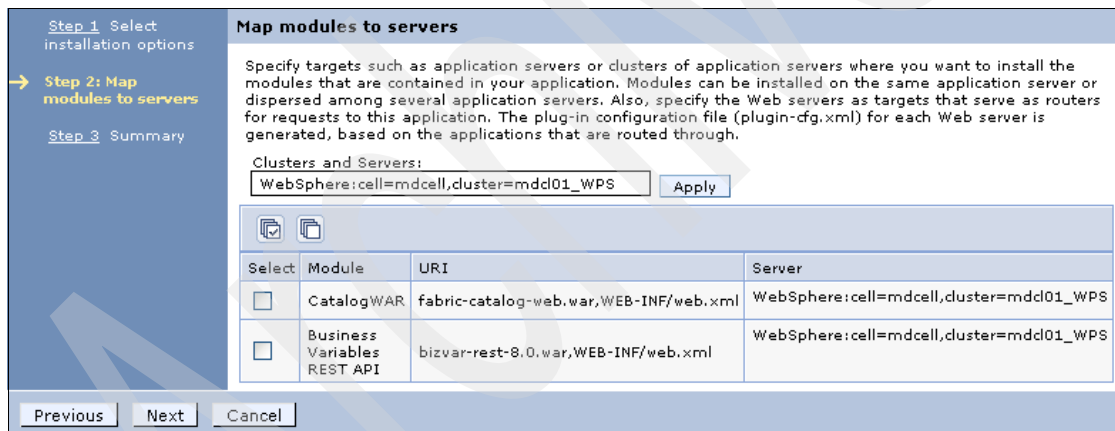 Step 1 Select
installation options
Step 2: Map
modules to servers
Step 3 Summary
Map modules to servers
Specify targets such as application servers or clusters of application servers where you want to install the
modules that are contained in your application. Modules can be installed on the same application server or
dispersed among several application servers. Also, specify the Web servers as targets that serve as routers
for requests to this application. The plug-in configuration file (plugin-cfg.xml) for each Web server is
generated, based on the applications that are routed through.
Clusters and Servers:
WebSphere:cell=mdcell,cluster=mdcl01_WPS
Apply
Select Module URI Server
CatalogWAR fabric-catalog-web.war,WEB-INF/web.xml WebSphere:cell=mdcell,cluster=mdcl01_WPS
Business
Variables
REST API
bizvar-rest-8.0.war,WEB-INF/web.xml
WebSphere:cell=mdcell,cluster=mdcl01_WPS
Previous Next Cancel